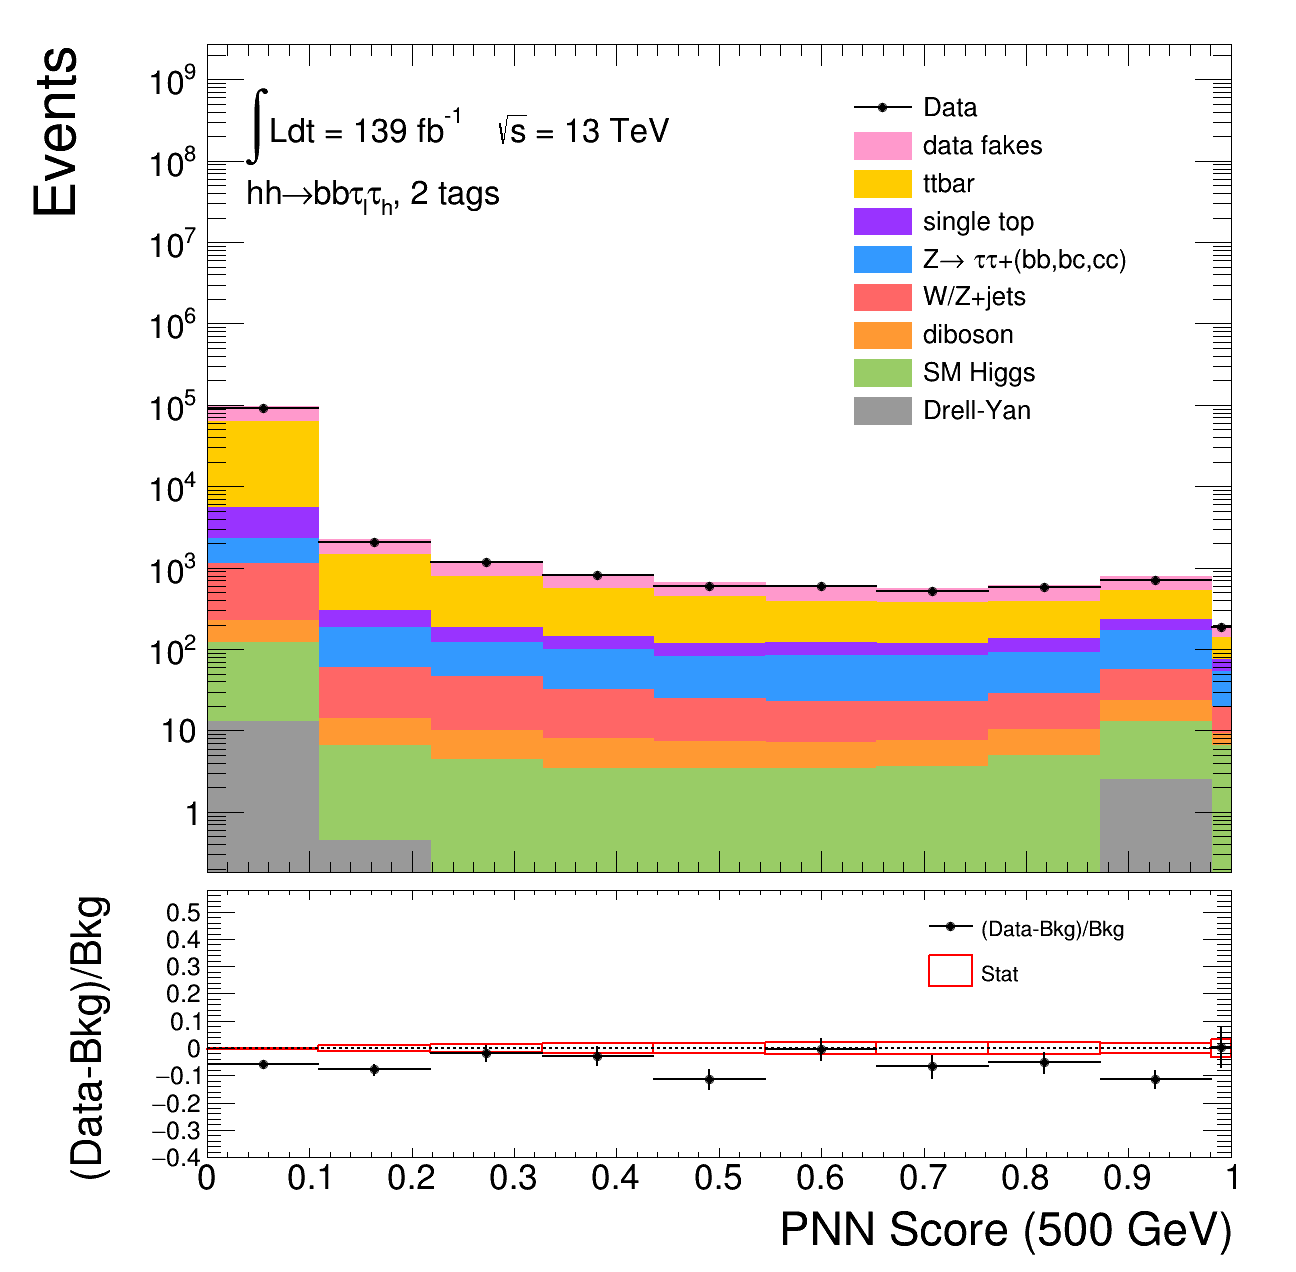 Events
10⁹
10⁸
10⁷
10⁶
10⁵
10⁴
10³
10²
10
1
∫Ldt = 139 fb⁻¹ √s = 13 TeV
hh→bbτₗτₕ, 2 tags
Data
data fakes
ttbar
single top
Z→ ττ+(bb,bc,cc)
W/Z+jets
diboson
SM Higgs
Drell-Yan
(Data-Bkg)/Bkg
0.5
0.4
0.3
0.2
0.1
0
−0.1
−0.2
−0.3
−0.4
(Data-Bkg)/Bkg
Stat
0 0.1 0.2 0.3 0.4 0.5 0.6 0.7 0.8 0.9 1
PNN Score (500 GeV)